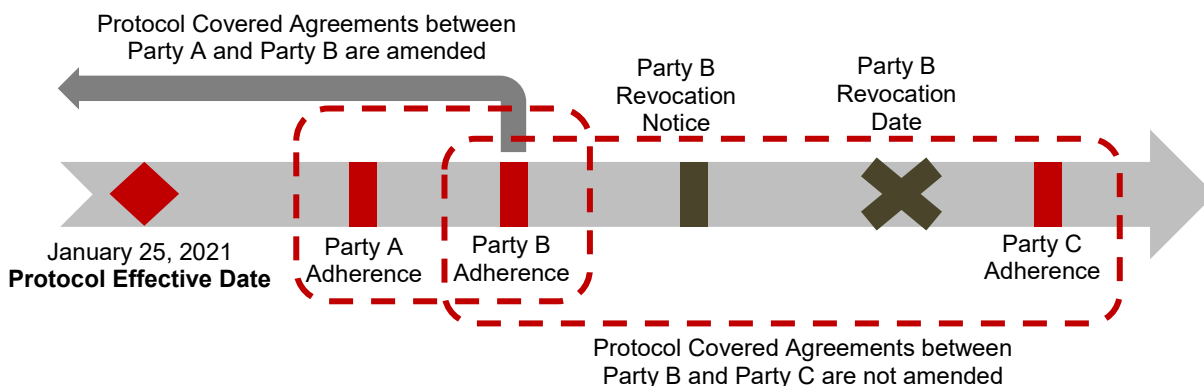 Protocol Covered Agreements between
Party A and Party B are amended
Party B
Revocation
Notice
Party B
Revocation
Date
January 25, 2021
Protocol Effective Date
Party A
Adherence
Party B
Adherence
Party C
Adherence
Protocol Covered Agreements between
Party B and Party C are not amended